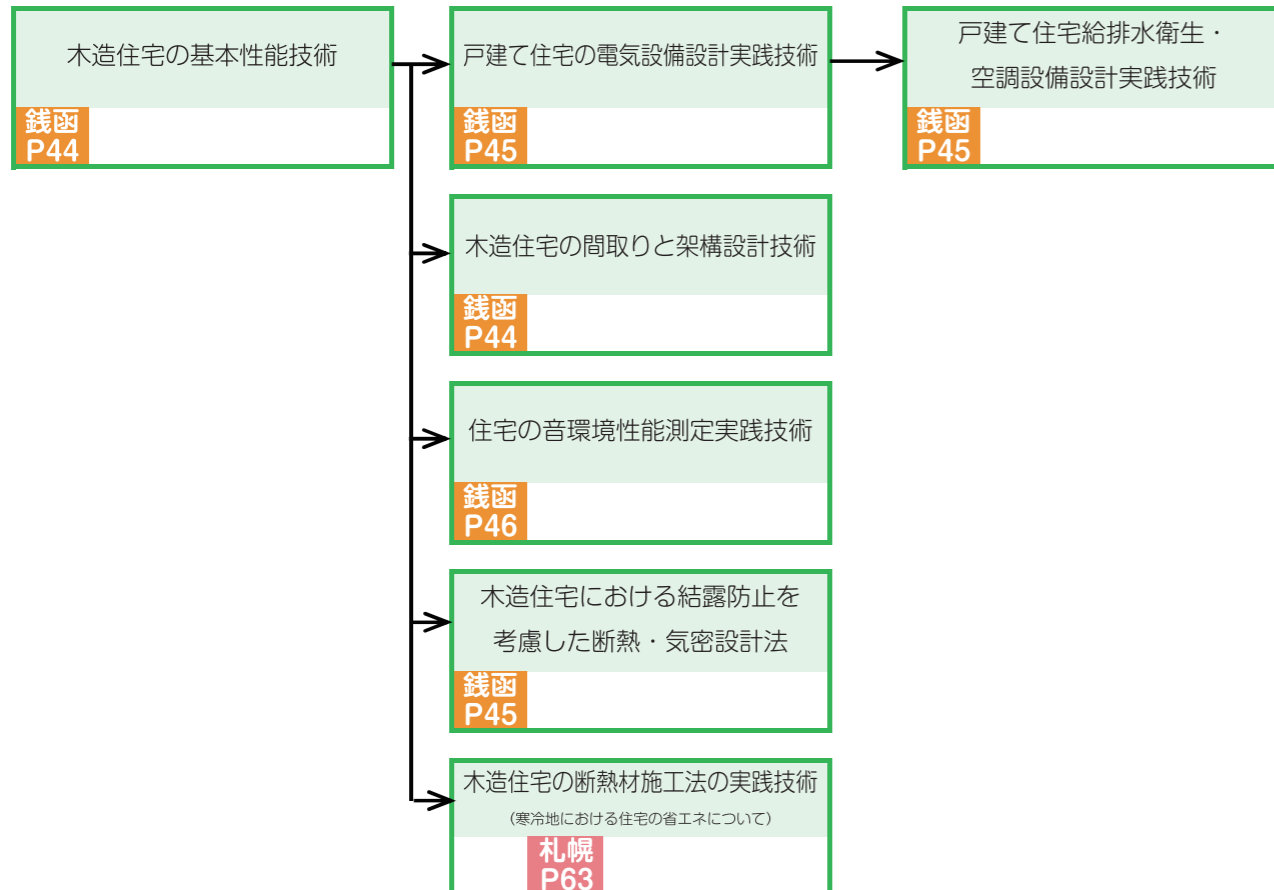 木造住宅の基本性能技術
銭函
P44
戸建て住宅の電気設備設計実践技術
銭函
P45
戸建て住宅給排水衛生・
空調設備設計実践技術
銭函
P45
木造住宅の間取りと架構設計技術
銭函
P44
住宅の音環境性能測定実践技術
銭函
P46
木造住宅における結露防止を
考慮した断熱・気密設計法
銭函
P45
木造住宅の断熱材施工法の実践技術
(寒冷地における住宅の省エネについて)
札幌
P63